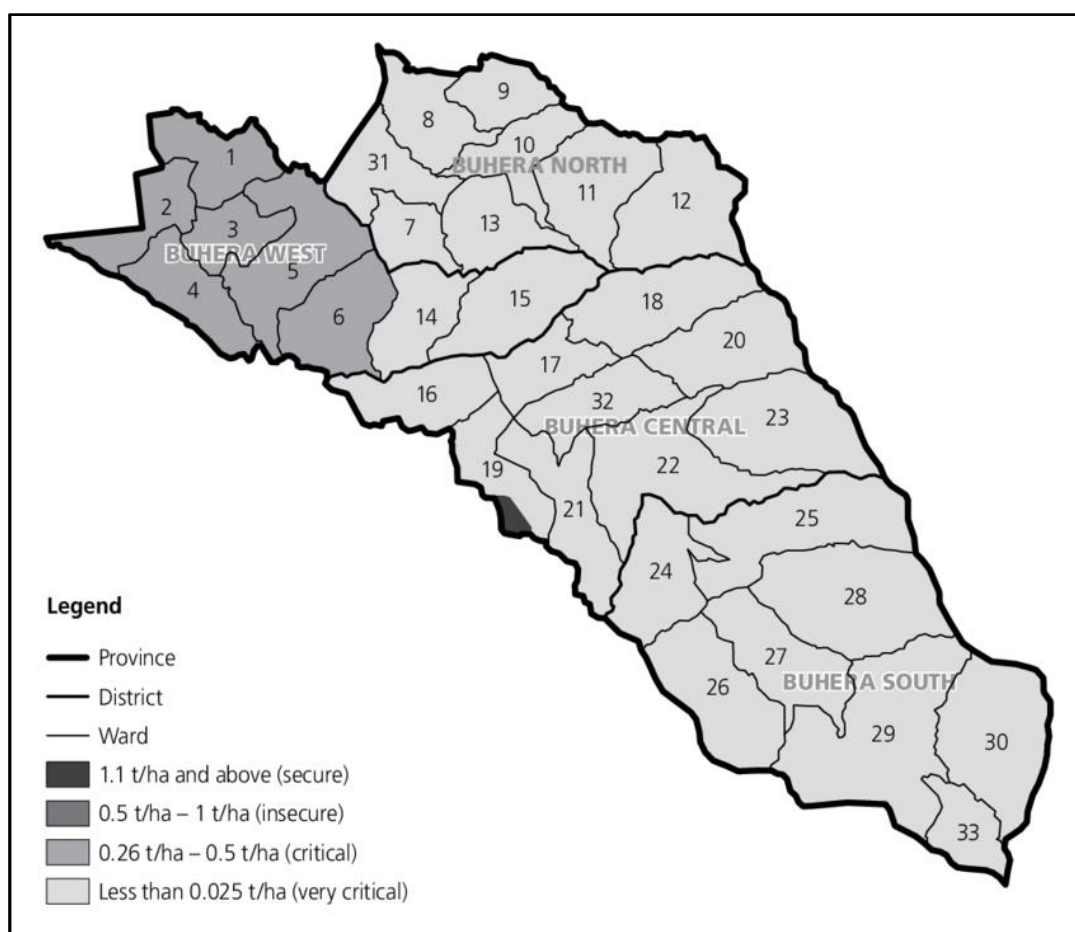 9
8
10
1
BUHERA NORTH
31
11
12
2
3
7
13
BUHERA WEST
5
4
15
18
6
14
20
17
16
32
23
BUHERA CENTRAL
19
22
21
25
24
28
27
26
BUHERA SOUTH
29
30
33
Legend
Province
District
Ward
1.1 t/ha and above (secure)
0.5 t/ha – 1 t/ha (insecure)
0.26 t/ha – 0.5 t/ha (critical)
Less than 0.025 t/ha (very critical)